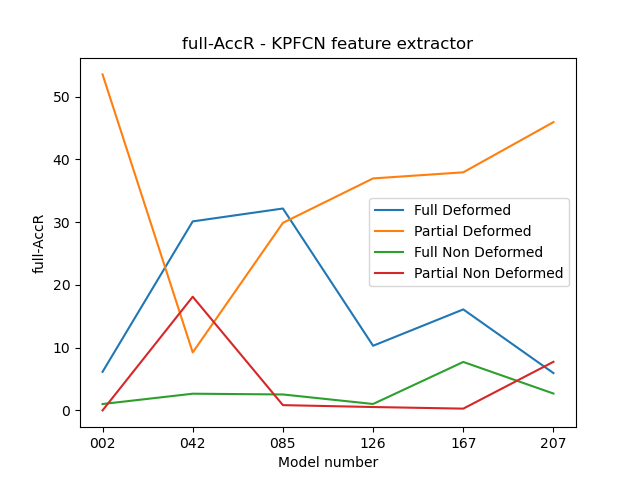 full-AccR - KPFCN feature extractor
full-AccR
50
40
30
20
10
0
Full Deformed
Partial Deformed
Full Non Deformed
Partial Non Deformed
002 042 085 126 167 207
Model number